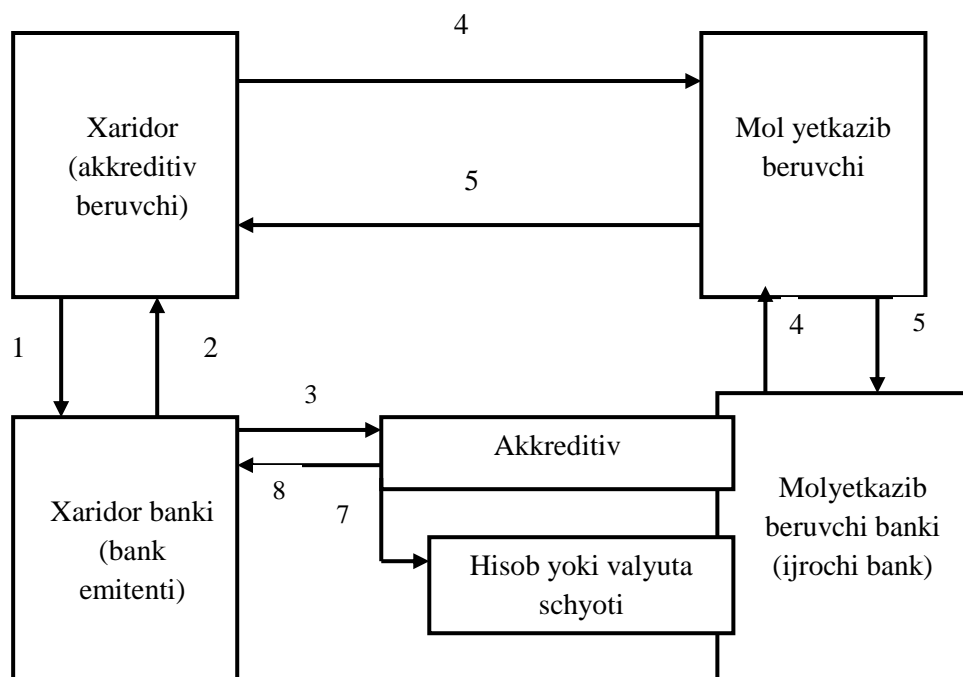 4
Xaridor
(akkreditiv
beruvchi)
Mol yetkazib
beruvchi
5
1
2
4
5
3
Akkreditiv
8
7
Xaridor banki
(bank
emitenti)
Molyetkazib
beruvchi banki
(ijrochi bank)
Hisob yoki valyuta
schyoti